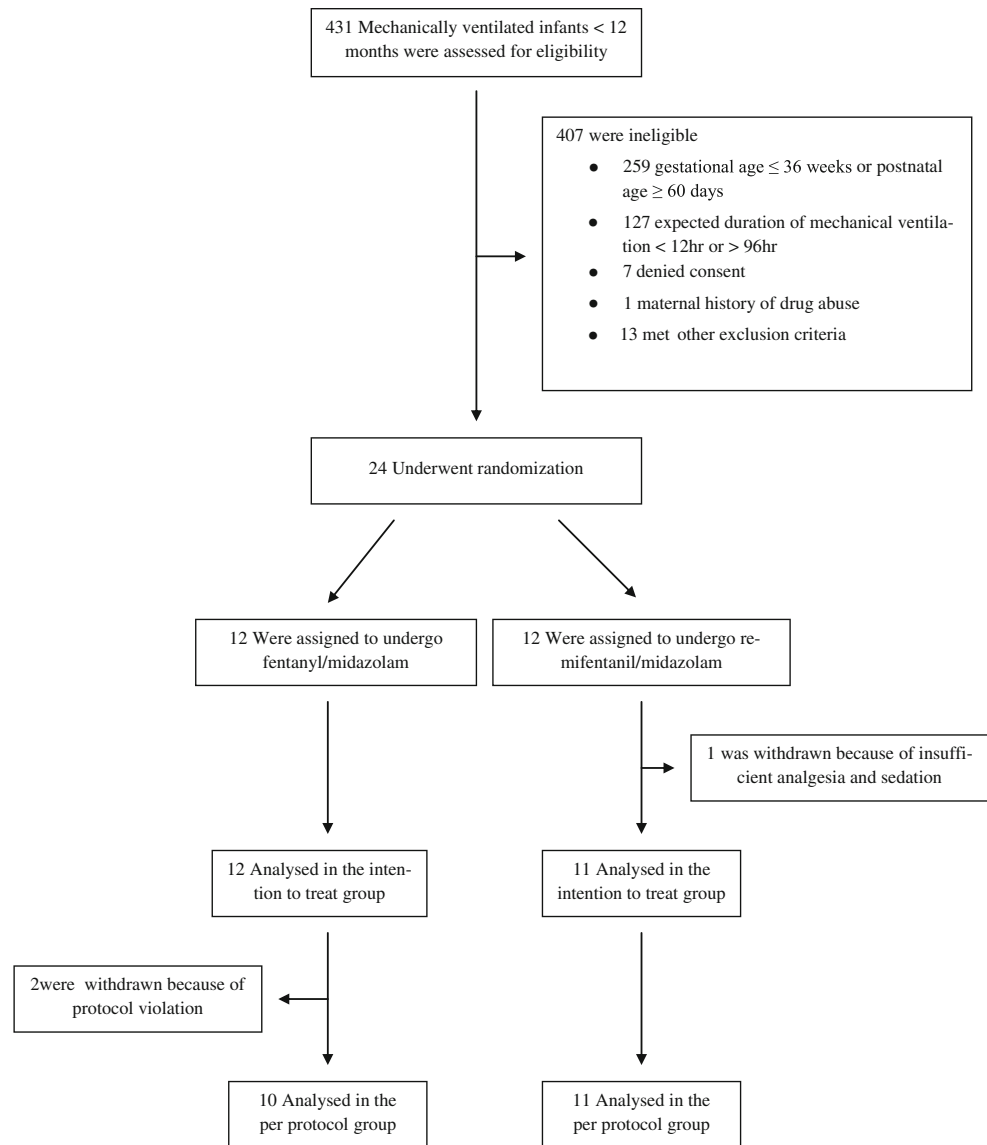 431 Mechanically ventilated infants < 12
months were assessed for eligibility
407 were ineligible
● 259 gestational age ≤ 36 weeks or postnatal
age ≥ 60 days
● 127 expected duration of mechanical ventila-
tion < 12hr or > 96hr
● 7 denied consent
● 1 maternal history of drug abuse
● 13 met other exclusion criteria
24 Underwent randomization
12 Were assigned to undergo
fentanyl/midazolam
12 Were assigned to undergo re-
mifentanil/midazolam
1 was withdrawn because of insuffi-
cient analgesia and sedation
12 Analysed in the inten-
tion to treat group
11 Analysed in the
intention to treat group
2were withdrawn because of
protocol violation
10 Analysed in the
per protocol group
11 Analysed in the
per protocol group